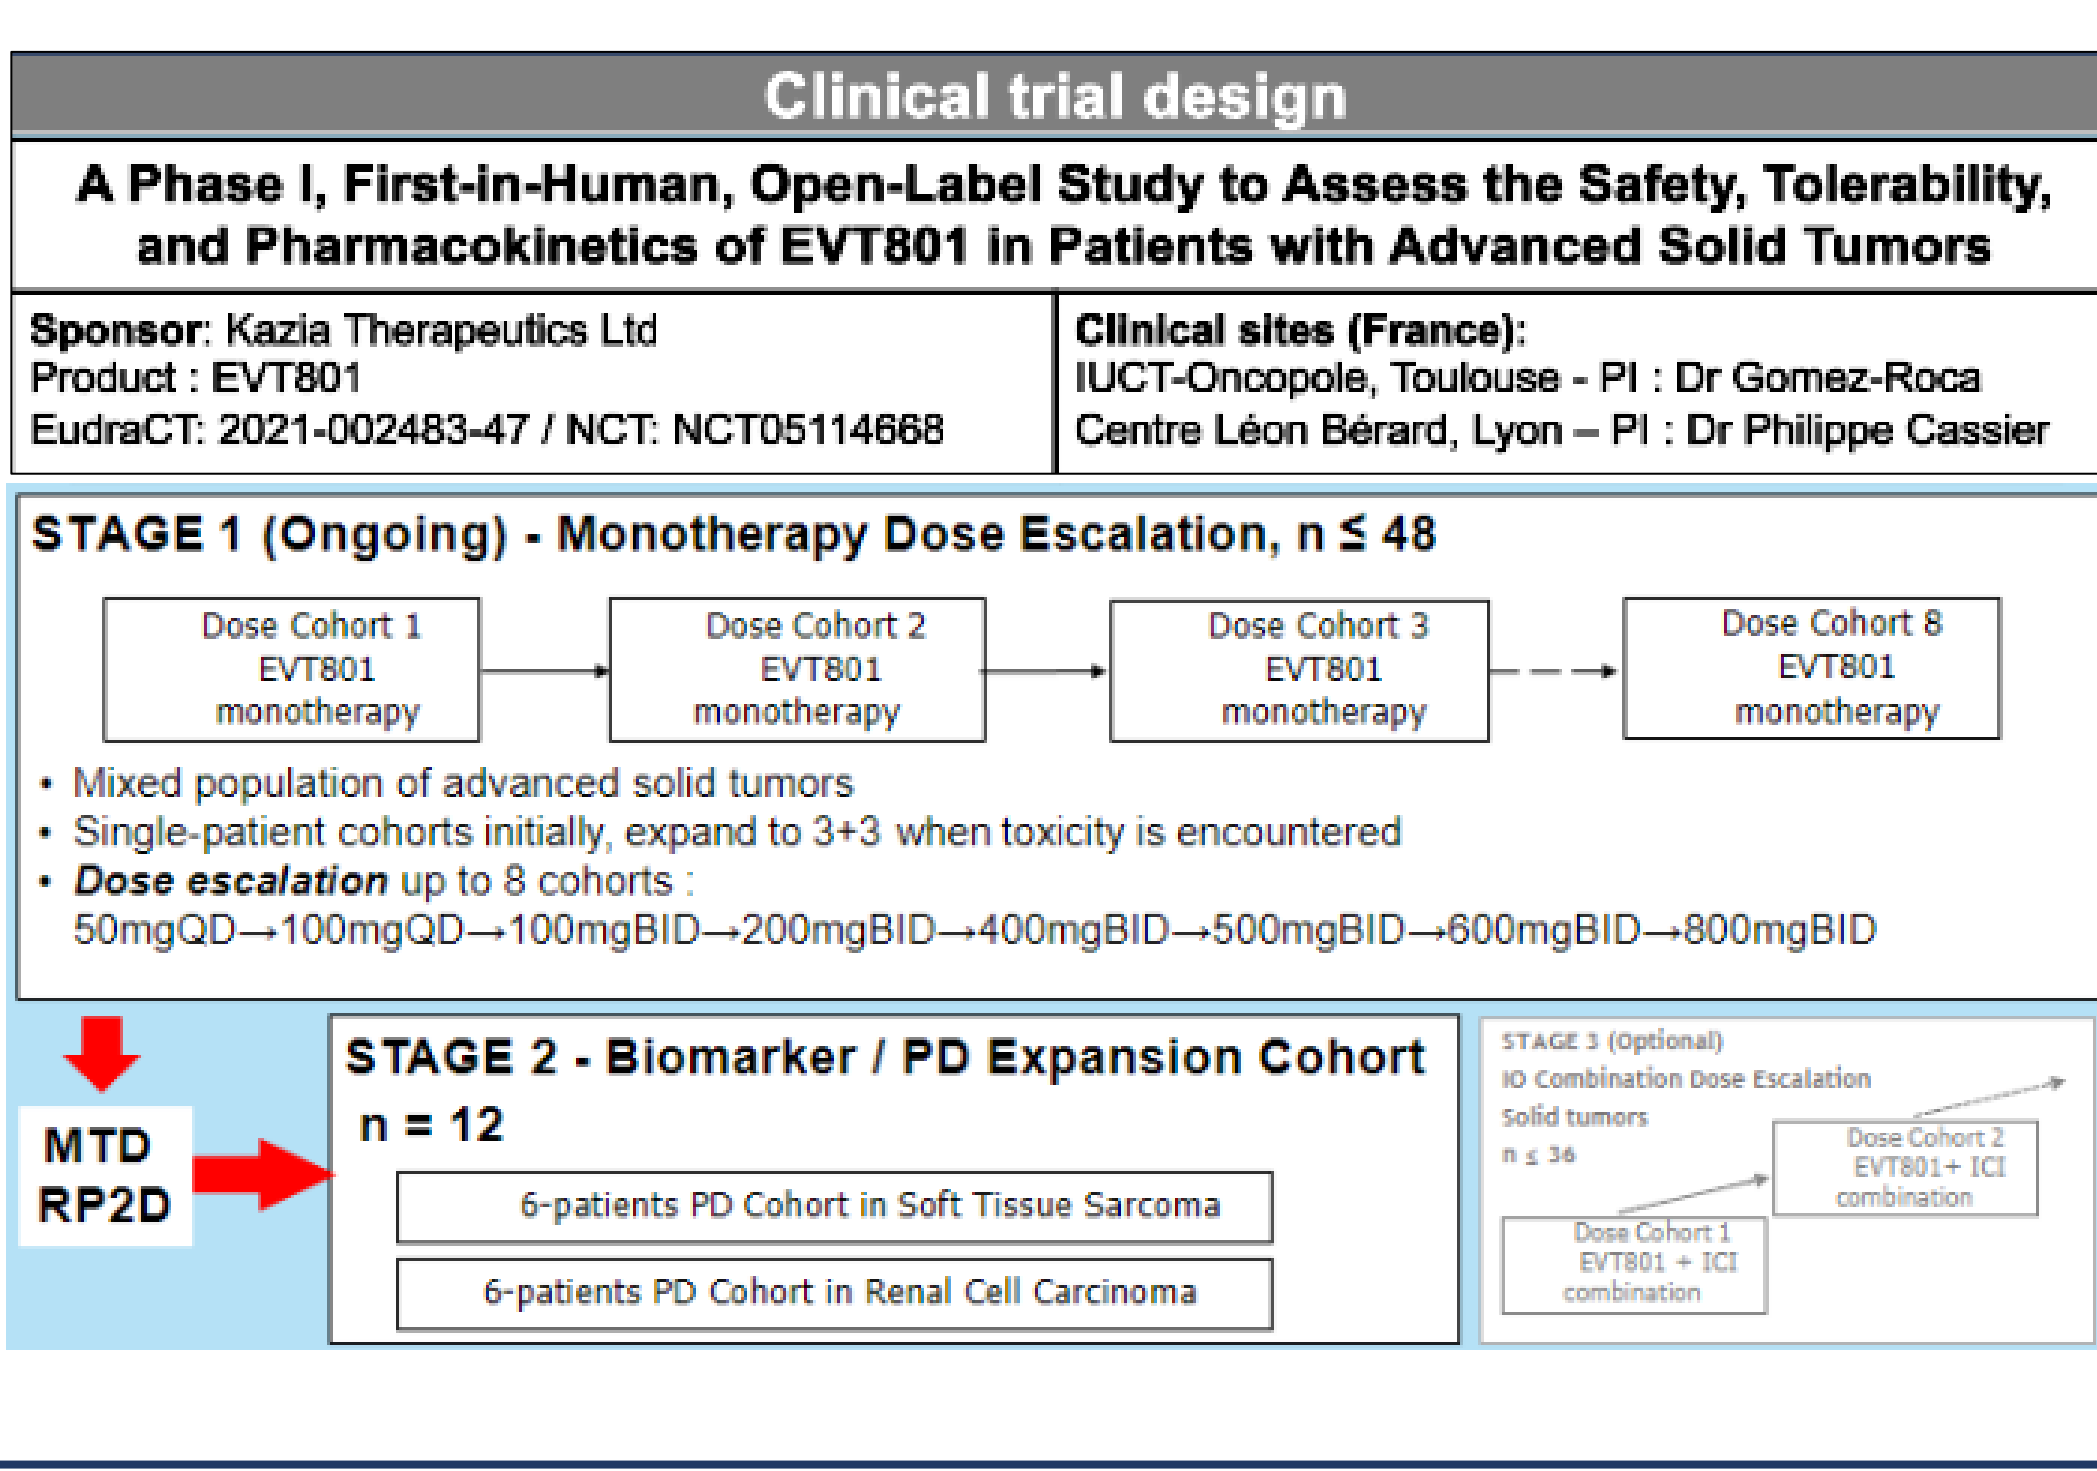 Clinical trial design
A Phase I, First-in-Human, Open-Label Study to Assess the Safety, Tolerability,
and Pharmacokinetics of EVT801 in Patients with Advanced Solid Tumors
Sponsor: Kazia Therapeutics Ltd
Product : EVT801
EudraCT: 2021-002483-47 / NCT: NCT05114668
Clinical sites (France):
IUCT-Oncopole, Toulouse - PI : Dr Gomez-Roca
Centre Léon Bérard, Lyon – PI : Dr Philippe Cassier
STAGE 1 (Ongoing) - Monotherapy Dose Escalation, n ≤ 48
Dose Cohort 1
EVT801
monotherapy
Dose Cohort 2
EVT801
monotherapy
Dose Cohort 3
EVT801
monotherapy
Dose Cohort 8
EVT801
monotherapy
• Mixed population of advanced solid tumors
• Single-patient cohorts initially, expand to 3+3 when toxicity is encountered
• Dose escalation up to 8 cohorts :
50mgQD→100mgQD→100mgBID→200mgBID→400mgBID→500mgBID→600mgBID→800mgBID
MTD
RP2D
STAGE 2 - Biomarker / PD Expansion Cohort
n = 12
6-patients PD Cohort in Soft Tissue Sarcoma
6-patients PD Cohort in Renal Cell Carcinoma
STAGE 3 (Optional)
IO Combination Dose Escalation
Solid tumors
n ≤ 36
Dose Cohort 2
EVT801+ ICI
combination
Dose Cohort 1
EVT801 + ICI
combination